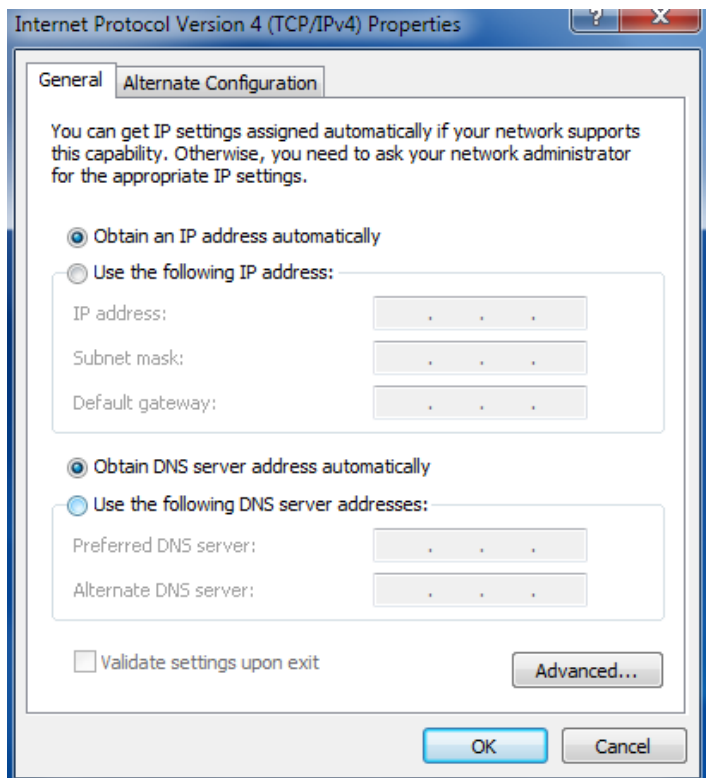 Internet Protocol Version 4 (TCP/IPv4) Properties
?
X
General
Alternate Configuration
You can get IP settings assigned automatically if your network supports
this capability. Otherwise, you need to ask your network administrator
for the appropriate IP settings.
Obtain an IP address automatically
Use the following IP address:
IP address:
. . .
Subnet mask:
. . .
Default gateway:
. . .
Obtain DNS server address automatically
Use the following DNS server addresses:
Preferred DNS server:
. . .
Alternate DNS server:
. . .
Validate settings upon exit
Advanced...
OK
Cancel